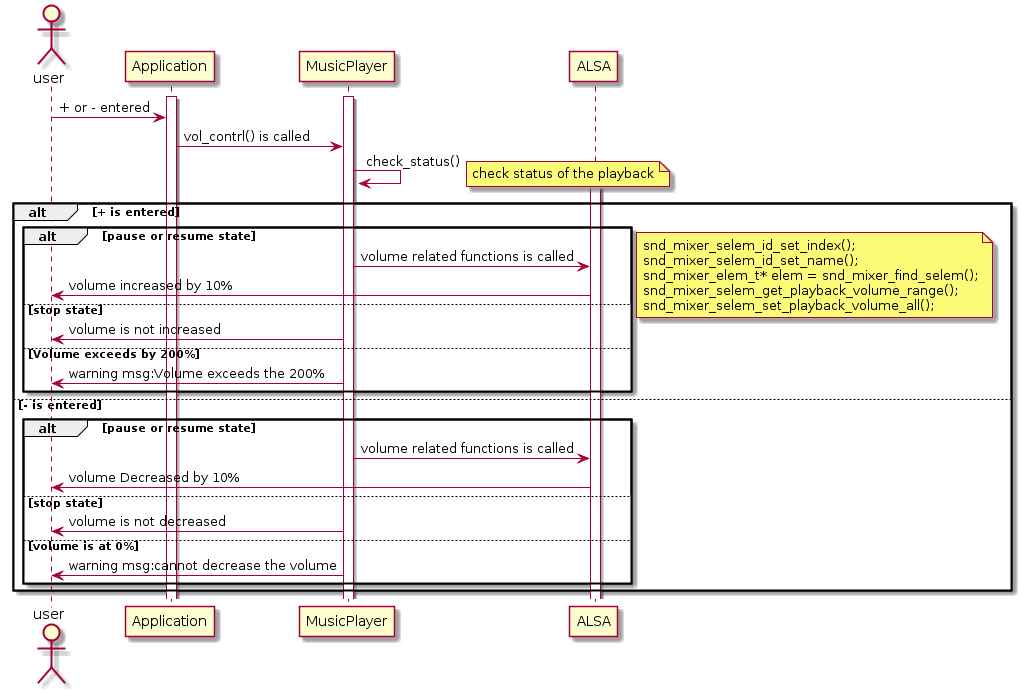 user
Application
MusicPlayer
ALSA
+ or - entered
vol_contrl() is called
check_status()
check status of the playback
alt
[+ is entered]
alt
[pause or resume state]
snd_mixer_selem_id_set_index();
snd_mixer_selem_id_set_name();
snd_mixer_elem_t* elem = snd_mixer_find_selem();
snd_mixer_selem_get_playback_volume_range();
snd_mixer_selem_set_playback_volume_all();
volume related functions is called
volume increased by 10%
[stop state]
volume is not increased
[Volume exceeds by 200%]
warning msg:Volume exceeds the 200%
[- is entered]
alt
[pause or resume state]
volume related functions is called
volume Decreased by 10%
[stop state]
volume is not decreased
[volume is at 0%]
warning msg:cannot decrease the volume
user
Application
MusicPlayer
ALSA